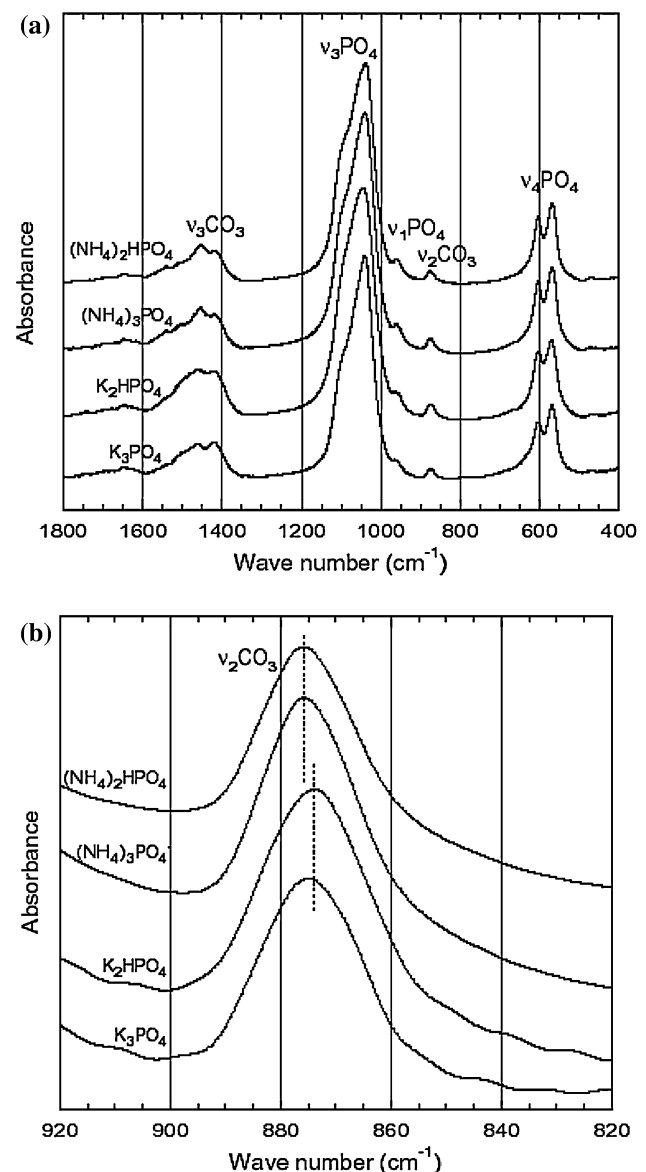 (a)
ν₃PO₄
ν₄PO₄
ν₃CO₃
ν₁PO₄
ν₂CO₃
(NH₄)₂HPO₄
(NH₄)₃PO₄
K₂HPO₄
K₃PO₄
Absorbance
1800 1600 1400 1200 1000 800 600 400
Wave number (cm⁻¹)
(b)
ν₂CO₃
(NH₄)₂HPO₄
(NH₄)₃PO₄
K₂HPO₄
K₃PO₄
Absorbance
920 900 880 860 840 820
Wave number (cm⁻¹)